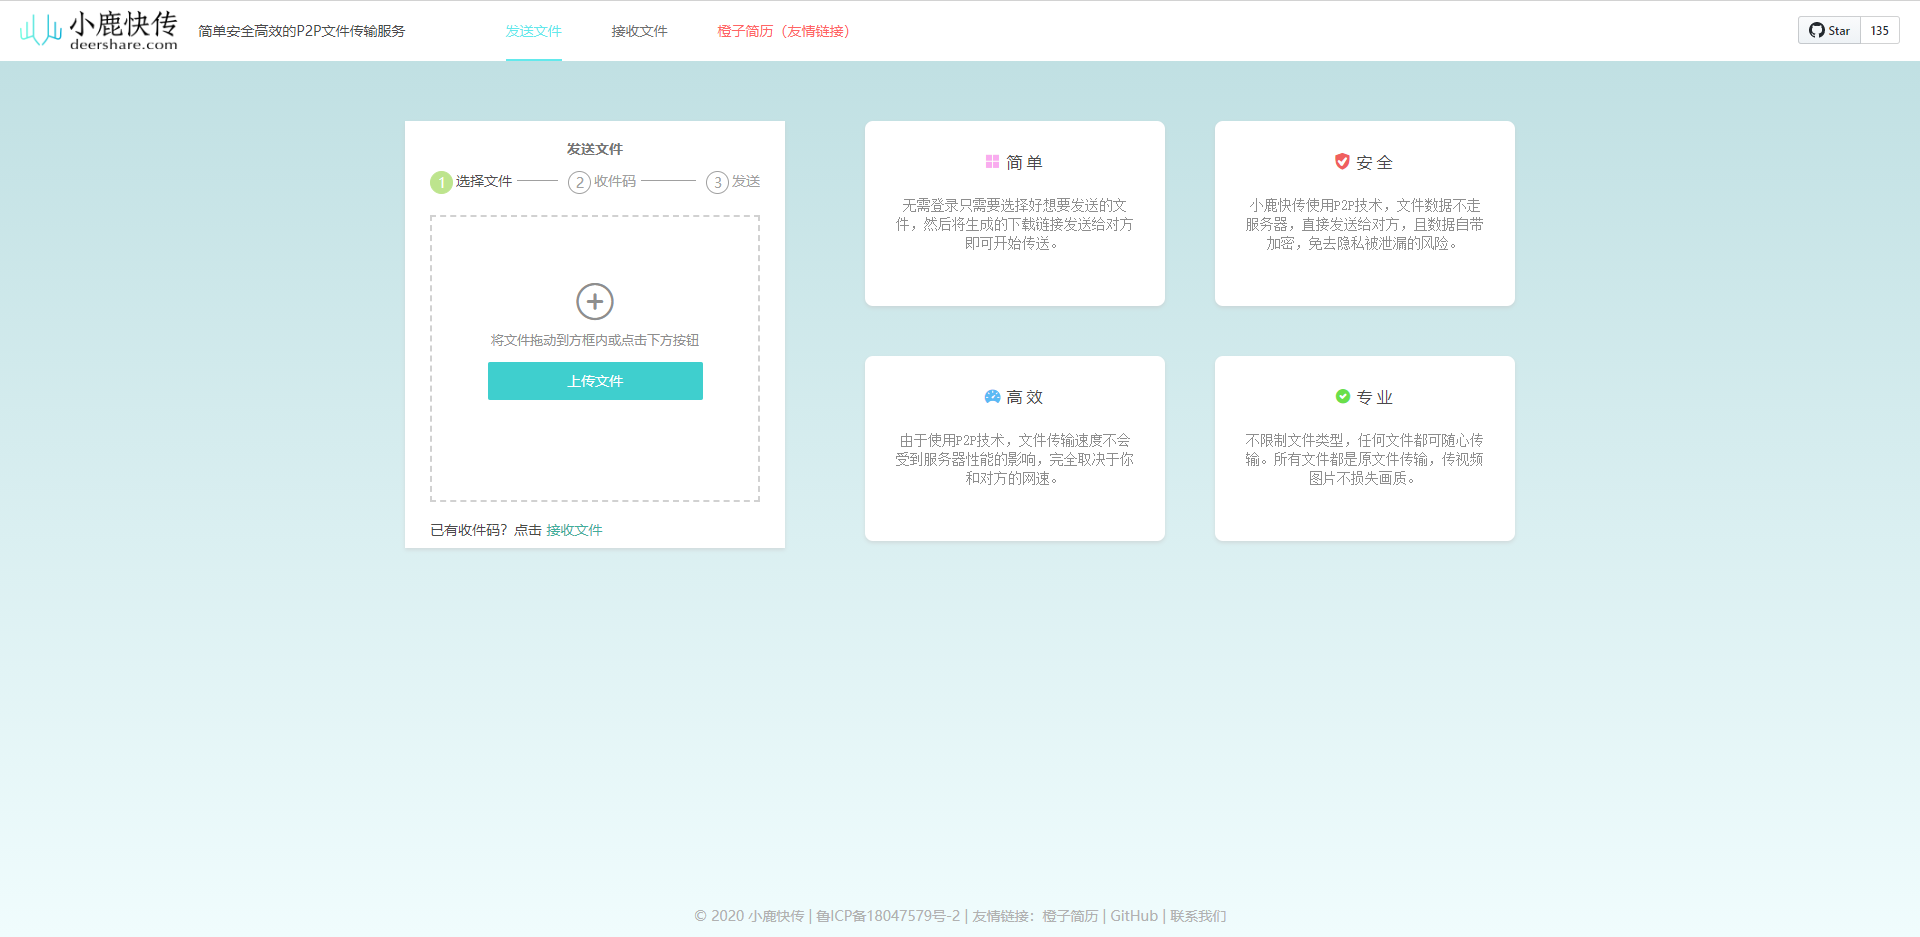 小鹿快传
deershare.com
简单安全高效的P2P文件传输服务
发送文件
接收文件
橙子简历（友情链接）
Star
135
发送文件
1 选择文件
2 收件码
3 发送
将文件拖动到方框内或点击下方按钮
上传文件
已有收件码？点击 接收文件
简单
无需登录只需要选择好想要发送的文
件，然后将生成的下载链接发送给对方
即可开始传送。
安全
小鹿快传使用P2P技术，文件数据不走
服务器，直接发送给对方，且数据自带
加密，免去隐私被泄漏的风险。
高效
由于使用P2P技术，文件传输速度不会
受到服务器性能的影响，完全取决于你
和对方的网速。
专业
不限制文件类型，任何文件都可随心传
输。所有文件都是原文件传输，传视频
图片不损失画质。
© 2020 小鹿快传 | 鲁ICP备18047579号-2 | 友情链接：橙子简历 | GitHub | 联系我们